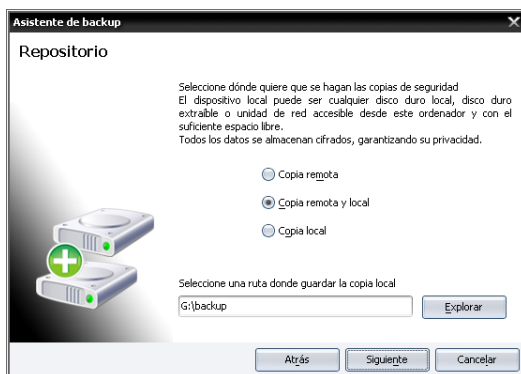 Asistente de backup
Repositorio
Seleccione dónde quiere que se hagan las copias de seguridad
El dispositivo local puede ser cualquier disco duro local, disco duro
extraíble o unidad de red accesible desde este ordenador y con el
suficiente espacio libre.
Todos los datos se almacenan cifrados, garantizando su privacidad.
Copia remota
Copia remota y local
Copia local
Seleccione una ruta donde guardar la copia local
G:\backup
Explorar
Atrás
Siguiente
Cancelar